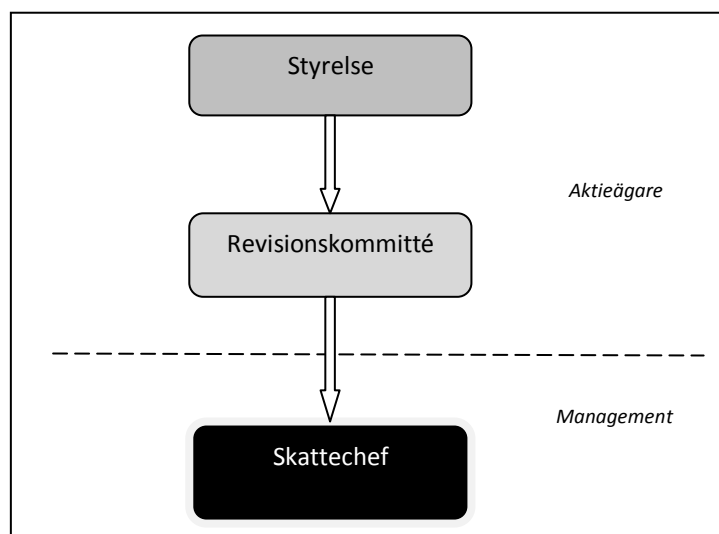 Styrelse
Aktieägare
Revisionskommitté
Management
Skattechef